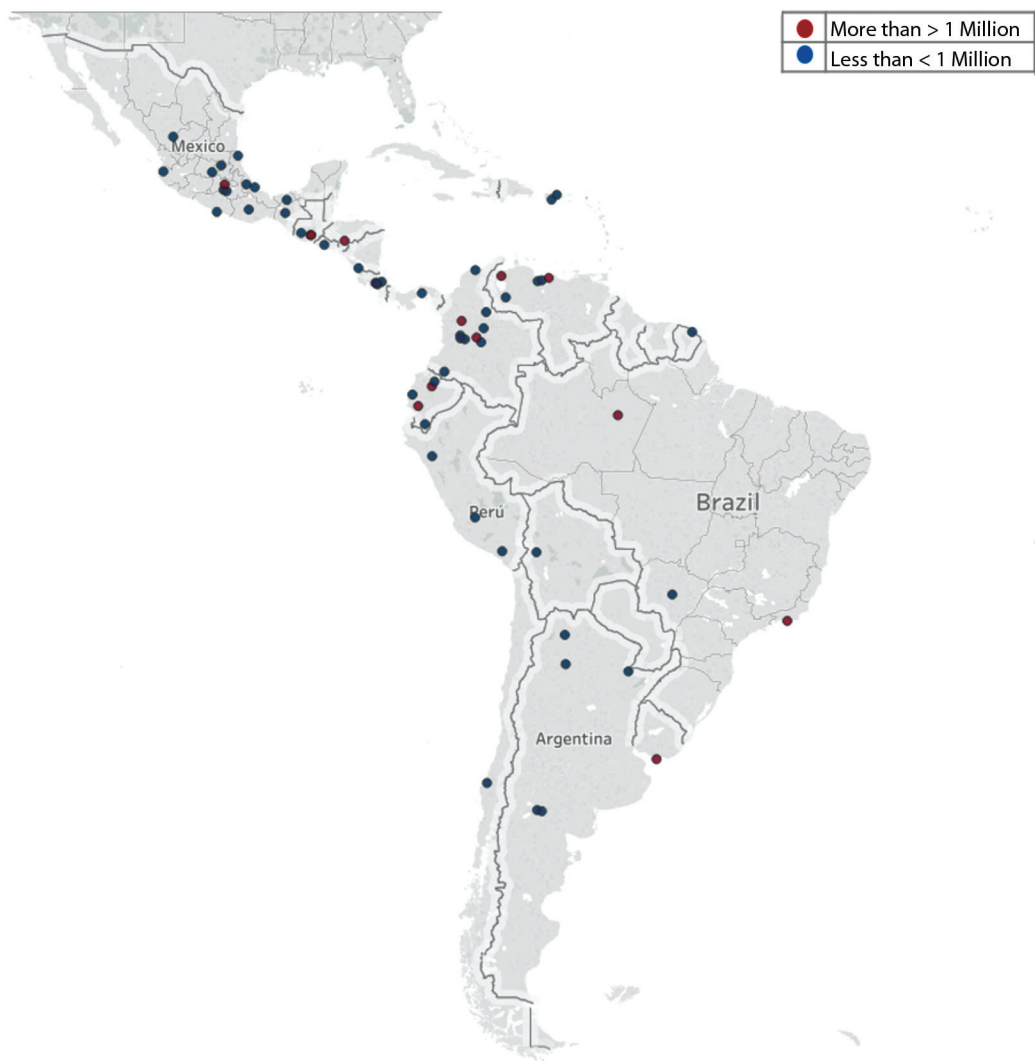 More than > 1 Million
Less than < 1 Million
Mexico
Brazil
Perú
Argentina